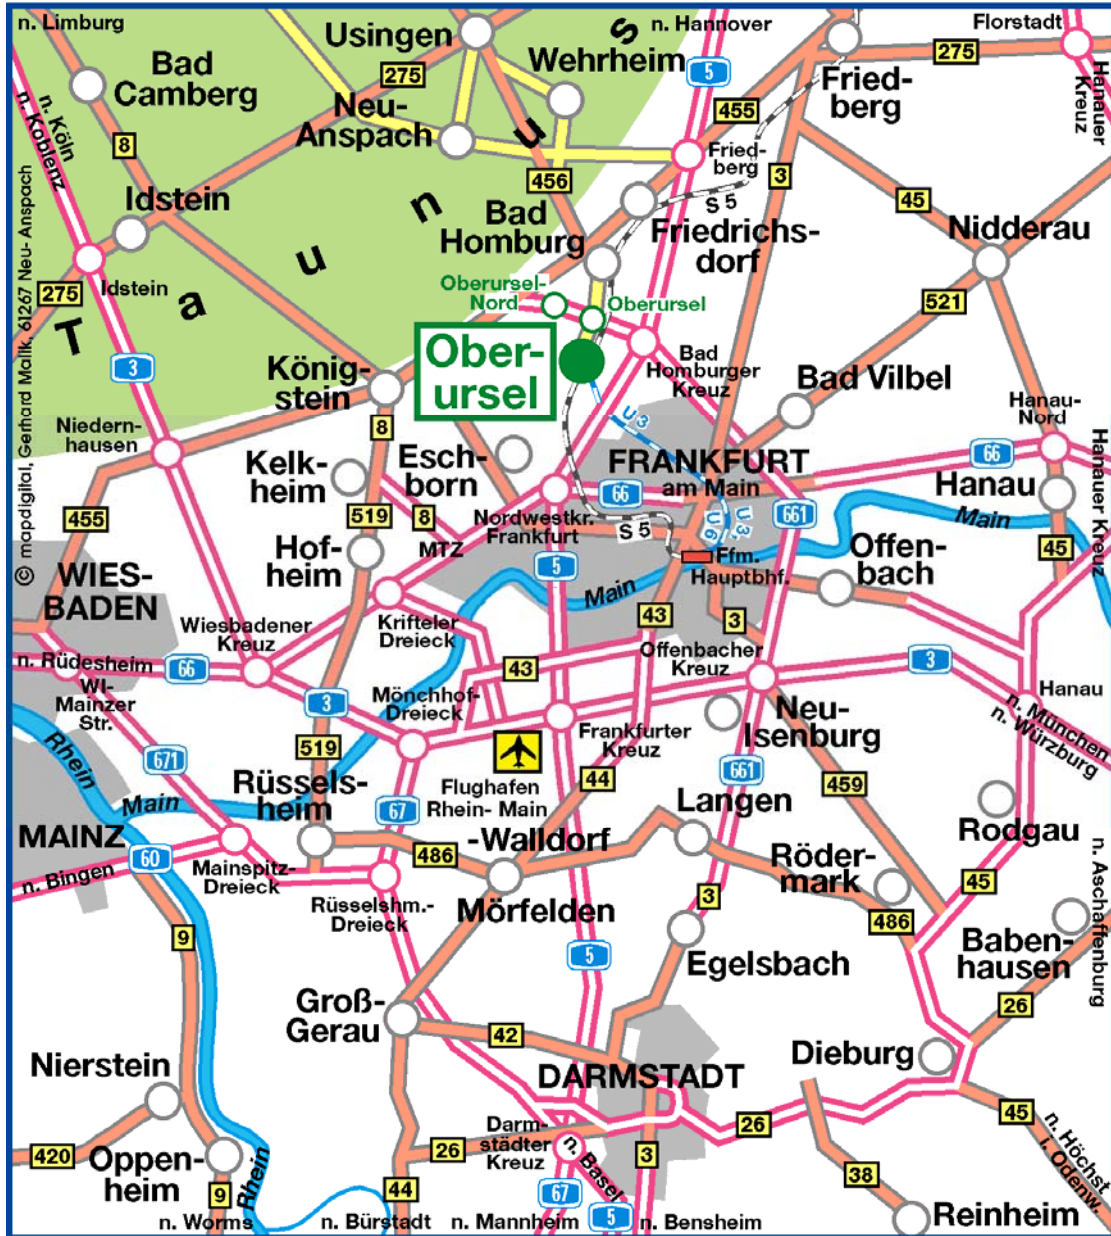 n. Limburg
Usingen
s
n. Hannover
Florstadt
Bad
Camberg
275
Wehrheim
5
275
Fried-
berg
Hanauer
Kreuz
n. Köln
n. Koblenz
Neu-
Anspach
455
8
u
Fried-
berg
3
Idstein
456
S 5
45
n
Bad
Homburg
Friedrichs-
dorf
Nidderau
u
Idstein
275
a
T
Oberursel-
Nord
Oberursel
521
3
König-
stein
Ober-
ursel
Bad
Homburger
Kreuz
Bad Vilbel
Niedern-
hausen
8
U 3
Hanau-
Nord
Kelk-
heim
Esch-
born
FRANKFURT
am Main
66
Hanauer Kreuz
66
Hanau
455
519
8
Nordwestkr.
Frankfurt
661
Main
S 5
U 3,
U 6
MTZ
Hof-
heim
5
Ffm.
Hauptbhf.
Offen-
bach
45
© mapdigital, Gerhard Malik, 61267 Neu- Anspach
WIES-
BADEN
Main
Wiesbadener
Kreuz
Krifteler
Dreieck
43
3
n. Rüdesheim
66
43
Offenbacher
Kreuz
3
WI-
Mainzer
Str.
3
Mönchhof-
Dreieck
Hanau
n. München
n. Würzburg
Neu-
Isenburg
Frankfurter
Kreuz
Rhein
671
519
Flughafen
Rhein- Main
44
661
459
Rüssels-
heim
67
Main
Langen
Rodgau
MAINZ
60
n. Bingen
Mainspitz-
Dreieck
486
-Walldorf
Röder-
mark
45
n. Aschaffenburg
Rüsselshm.-
Dreieck
Mörfelden
3
486
9
5
Egelsbach
Baben-
hausen
26
Groß-
Gerau
42
Dieburg
Nierstein
DARMSTADT
26
45
n. Höchst
i. Odenw.
420
Oppen-
heim
Rhein
26
Darm-
städter
Kreuz
n. Basel
3
38
9
44
67
5
Reinheim
n. Worms
n. Bürstadt
n. Mannheim
n. Bensheim